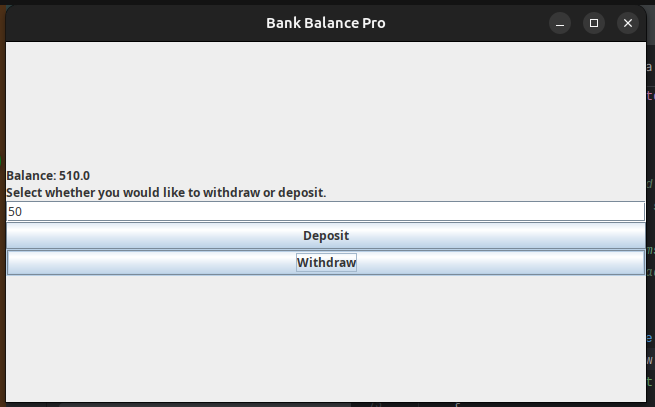 Bank Balance Pro
Balance: 510.0
Select whether you would like to withdraw or deposit.
50
Deposit
Withdraw